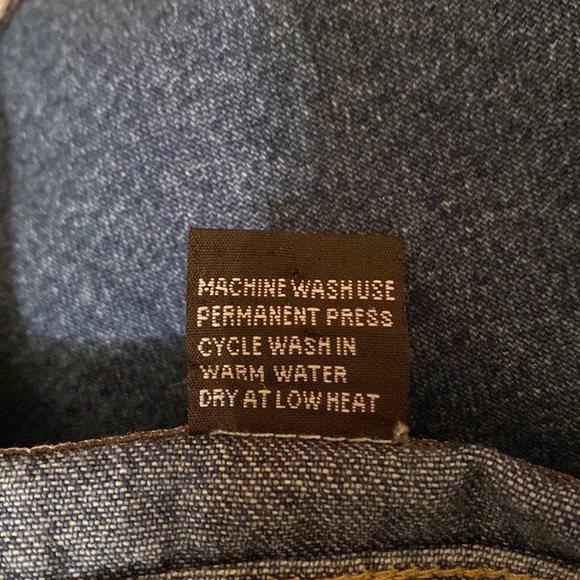 MACHINE WASH USE
PERMANENT PRESS
CYCLE WASH IN
WARM WATER
DRY AT LOW HEAT